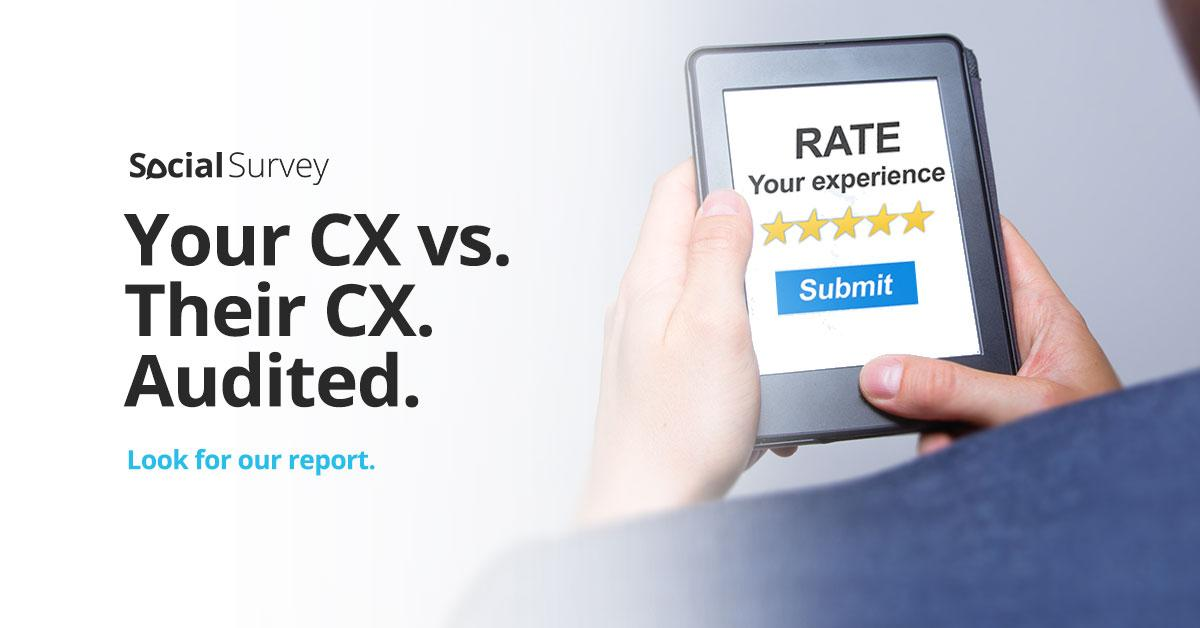 SocialSurvey
Your CX vs.
Their CX.
Audited.
Look for our report.
RATE
Your experience
Submit